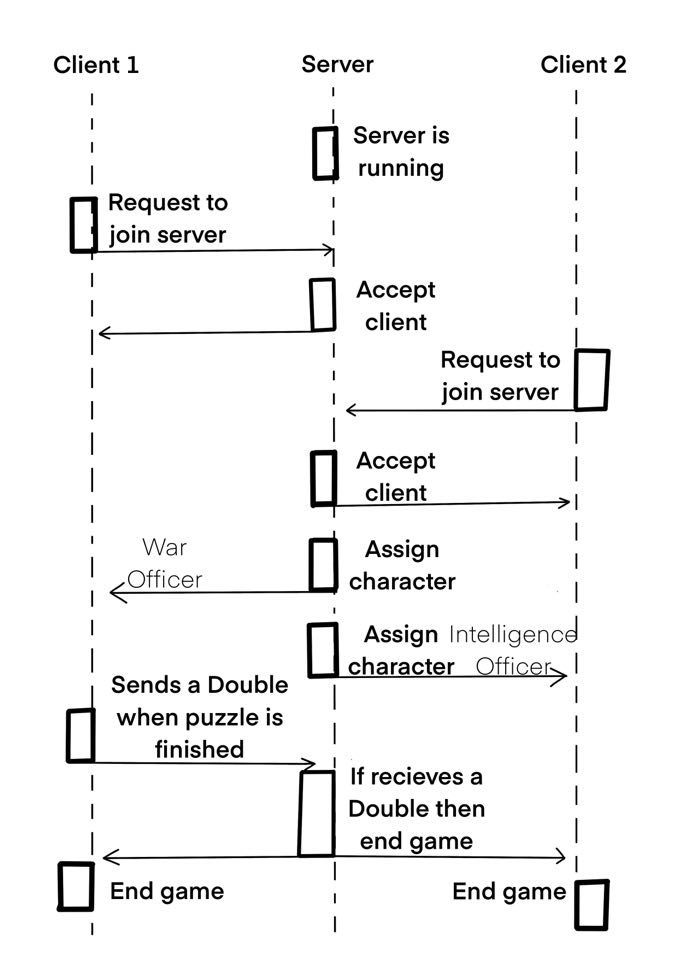 Client 1
Server
Client 2
Server is
running
Request to
join server
Accept
client
Request to
join server
Accept
client
War
Officer
Assign
character
Assign
character
Intelligence
Officer
Sends a Double
when puzzle is
finished
If recieves a
Double then
end game
End game
End game